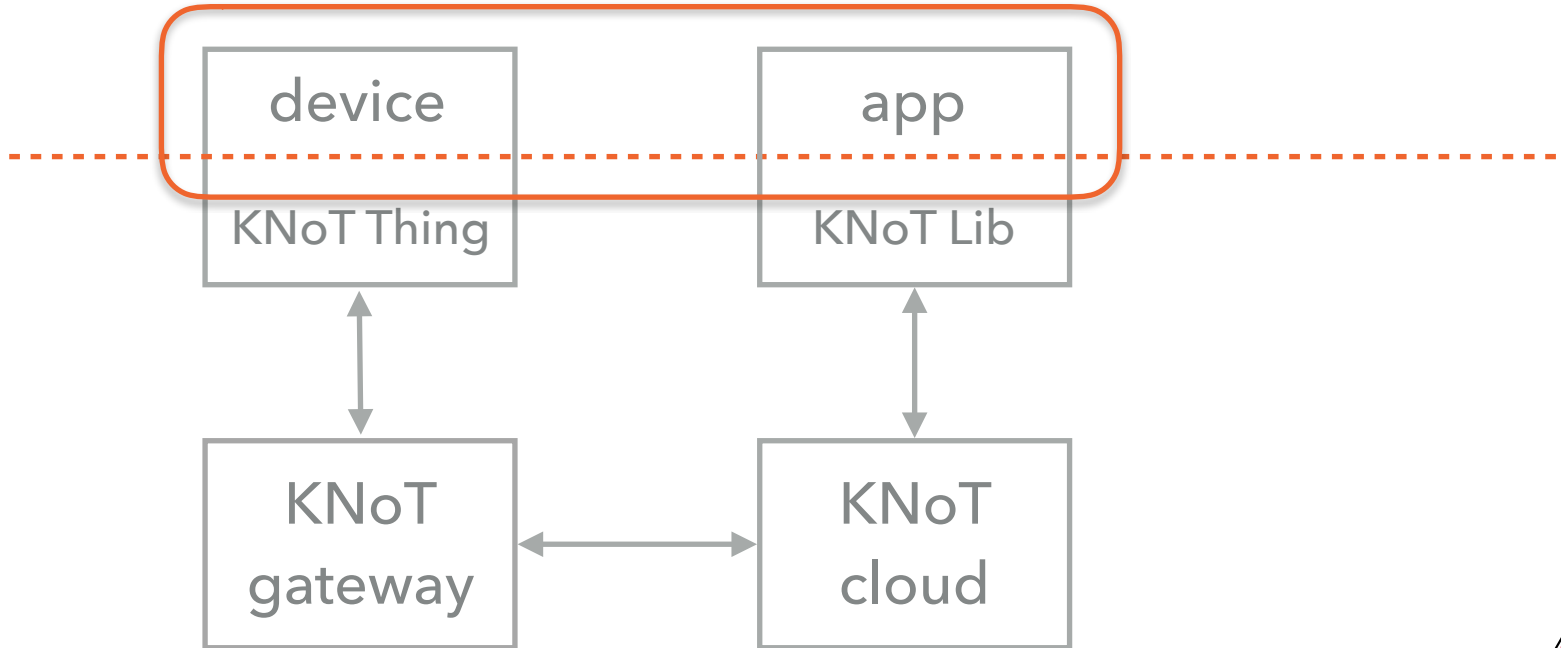 device
app
KNoT Thing
KNoT Lib
KNoT
gateway
KNoT
cloud